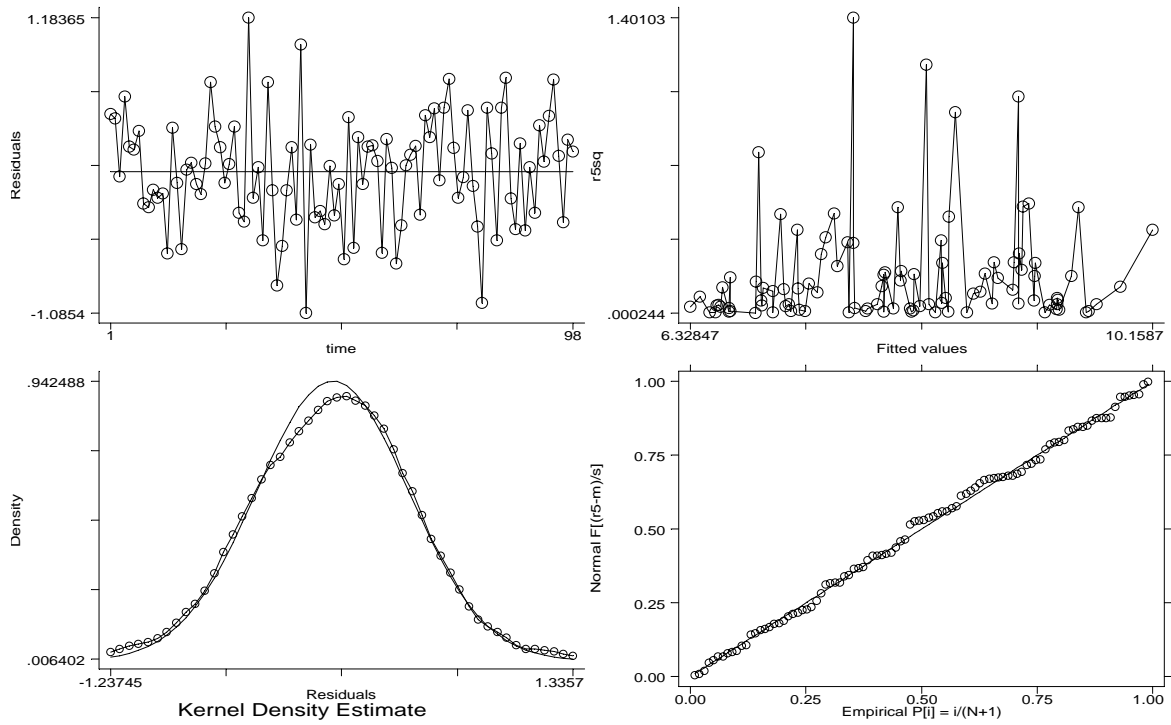 1.18365
Residuals
-1.0854
1
98
time
1.40103
r5sq
.000244
6.32847
10.1587
Fitted values
.942488
Density
.006402
-1.23745
1.3357
Residuals
Kernel Density Estimate
1.00
0.75
0.50
0.25
0.00
Normal F[(r5-m)/s]
0.00
0.25
0.50
0.75
1.00
Empirical P[i] = i/(N+1)